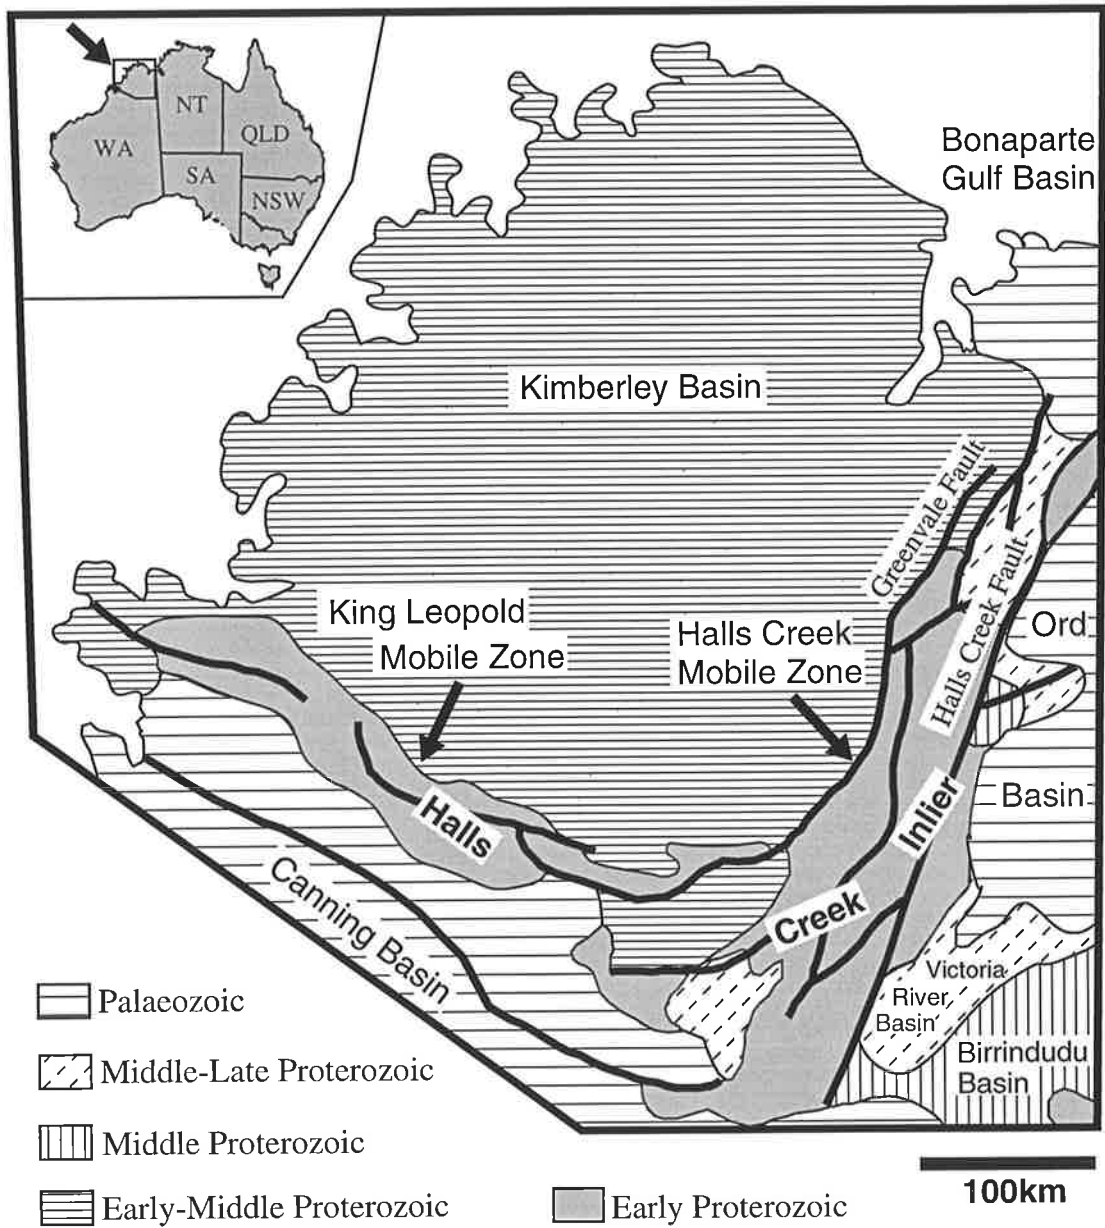 NT
QLD
WA
SA
NSW
Bonaparte
Gulf Basin
Kimberley Basin
Greenvale Fault
Halls Creek Fault
King Leopold
Mobile Zone
Halls Creek
Mobile Zone
Ord
Basin
Halls
Creek
Inlier
Canning Basin
Victoria
River
Basin
Birrindudu
Basin
Palaeozoic
Middle-Late Proterozoic
Middle Proterozoic
Early-Middle Proterozoic
Early Proterozoic
100km